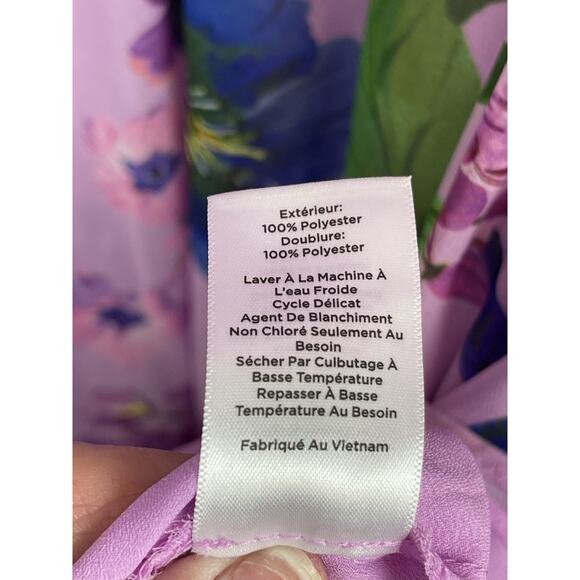 Extérieur:
100% Polyester
Doublure:
100% Polyester
Laver À La Machine À
L'eau Froide
Cycle Délicat
Agent De Blanchiment
Non Chloré Seulement Au
Besoin
Sécher Par Culbutage À
Basse Température
Repasser À Basse
Température Au Besoin
Fabriqué Au Vietnam